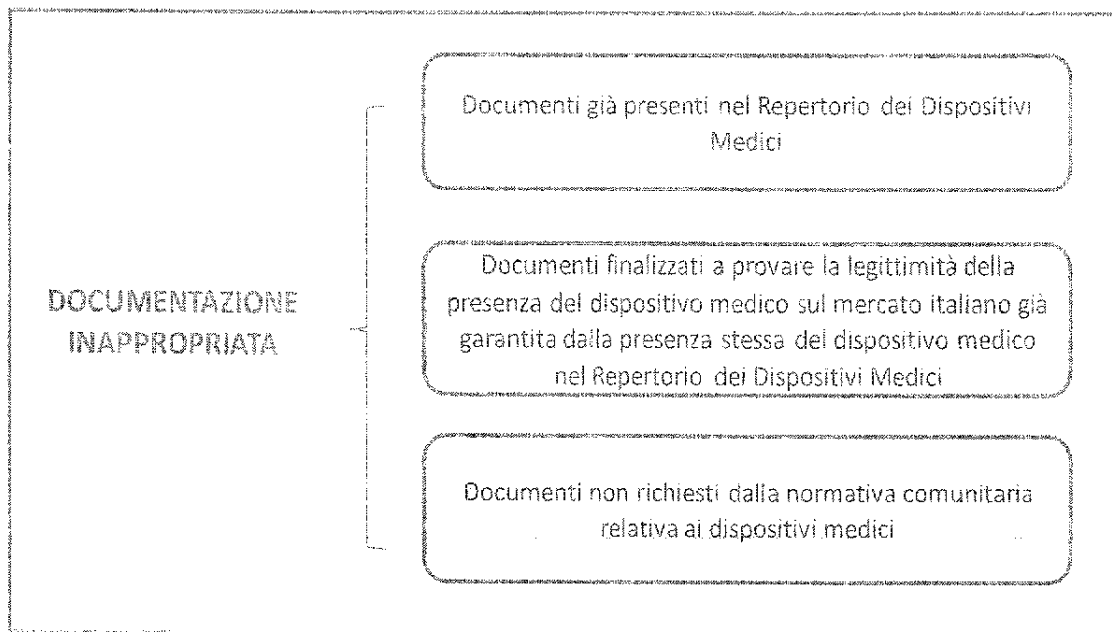 DOCUMENTAZIONE
INAPPROPRIATA
Documenti già presenti nel Repertorio dei Dispositivi
Medici
Documenti finalizzati a provare la legittimità della
presenza del dispositivo medico sul mercato italiano già
garantita dalla presenza stessa del dispositivo medico
nel Repertorio dei Dispositivi Medici
Documenti non richiesti dalla normativa comunitaria
relativa ai dispositivi medici